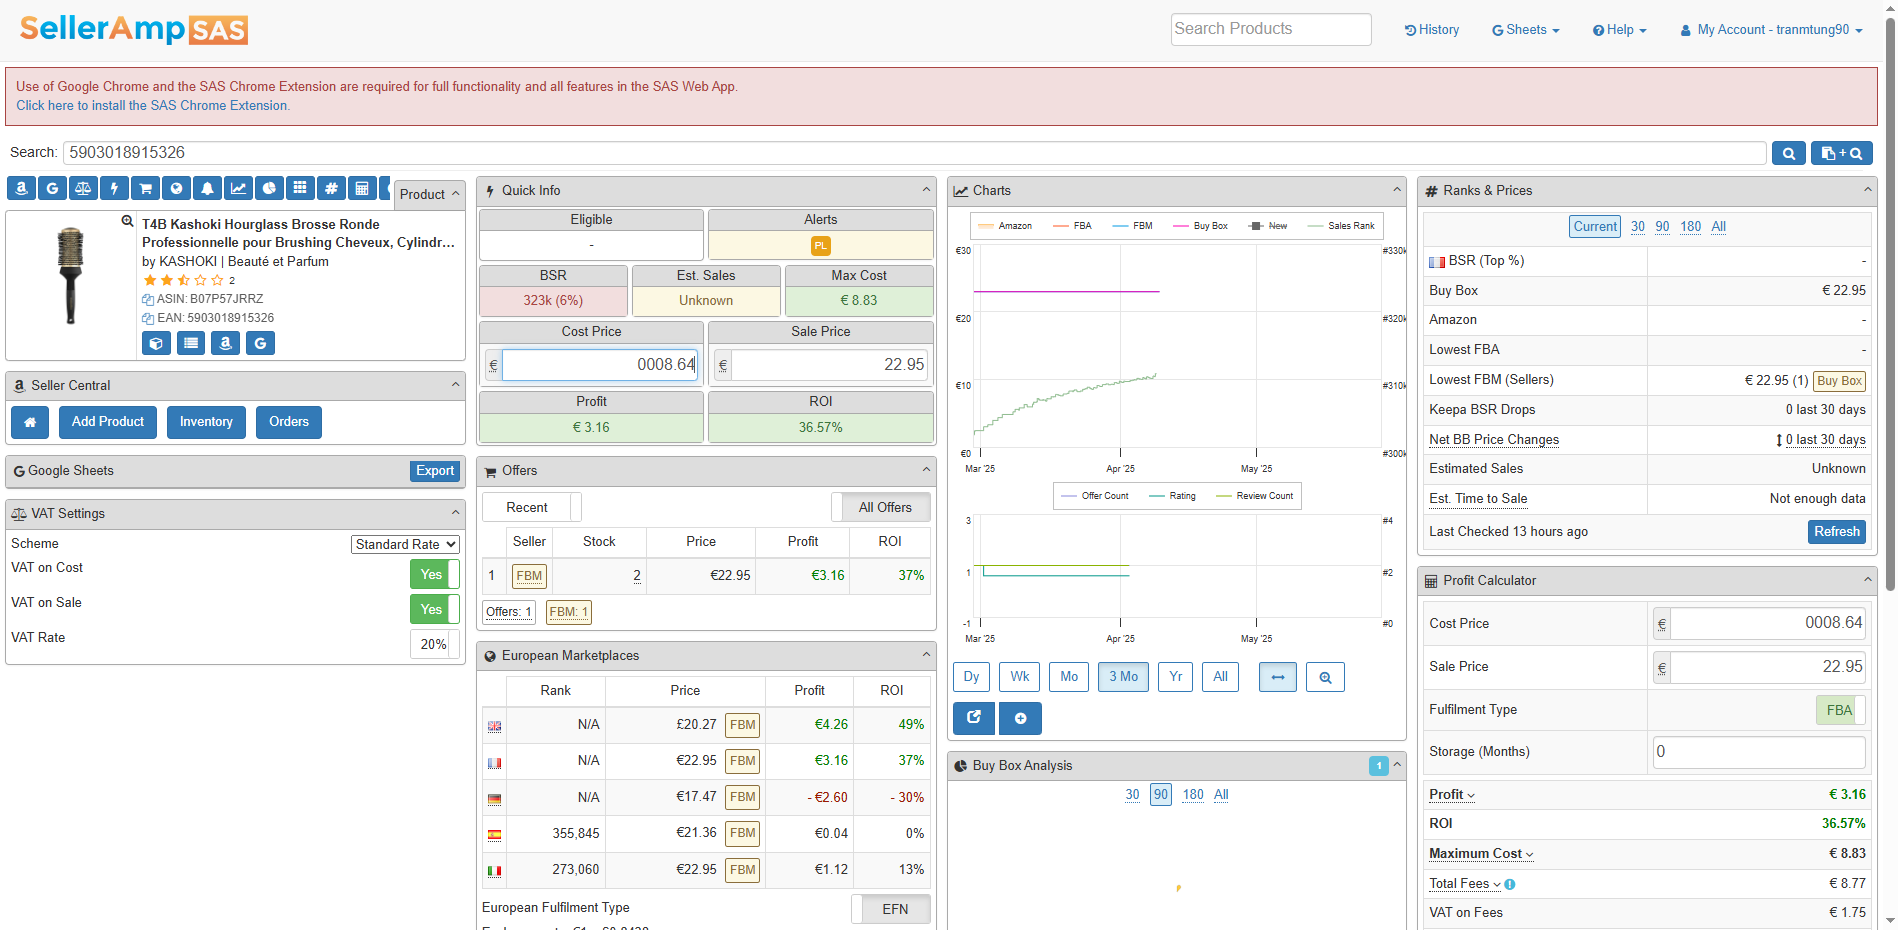 SellerAmp SAS
Search Products
History
Sheets
Help
My Account - tranmtung90
Use of Google Chrome and the SAS Chrome Extension are required for full functionality and all features in the SAS Web App.
Click here to install the SAS Chrome Extension.
Search: 5903018915326
+
Product
T4B Kashoki Hourglass Brosse Ronde
Professionnelle pour Brushing Cheveux, Cylindr...
by KASHOKI | Beauté et Parfum
2
ASIN: B07P57JRRZ
EAN: 5903018915326
Seller Central
Add Product
Inventory
Orders
Google Sheets
Export
VAT Settings
Scheme
Standard Rate
VAT on Cost
Yes
VAT on Sale
Yes
VAT Rate
20%
Quick Info
Eligible
Alerts
-
PL
BSR
Est. Sales
Max Cost
323k (6%)
Unknown
€ 8.83
Cost Price
Sale Price
€ 0008.64
€ 22.95
Profit
ROI
€ 3.16
36.57%
Offers
Recent
All Offers
Seller Stock Price Profit ROI
1 FBM 2 €22.95 €3.16 37%
Offers: 1 FBM: 1
European Marketplaces
Rank Price Profit ROI
N/A £20.27 FBM €4.26 49%
N/A €22.95 FBM €3.16 37%
N/A €17.47 FBM - €2.60 - 30%
355,845 €21.36 FBM €0.04 0%
273,060 €22.95 FBM €1.12 13%
European Fulfilment Type
EFN
Charts
Amazon FBA FBM Buy Box New Sales Rank
€30
#330k
€20
#320k
€10
#310k
€0
#300k
Mar '25 Apr '25 May '25
Offer Count Rating Review Count
3
#4
1
#2
-1
#0
Mar '25 Apr '25 May '25
Dy Wk Mo 3 Mo Yr All
Buy Box Analysis
1
30 90 180 All
Ranks & Prices
Current 30 90 180 All
BSR (Top %) -
Buy Box € 22.95
Amazon -
Lowest FBA -
Lowest FBM (Sellers) € 22.95 (1) Buy Box
Keepa BSR Drops 0 last 30 days
Net BB Price Changes 0 last 30 days
Estimated Sales Unknown
Est. Time to Sale Not enough data
Last Checked 13 hours ago Refresh
Profit Calculator
Cost Price € 0008.64
Sale Price € 22.95
Fulfilment Type FBA
Storage (Months) 0
Profit € 3.16
ROI 36.57%
Maximum Cost € 8.83
Total Fees € 8.77
VAT on Fees € 1.75